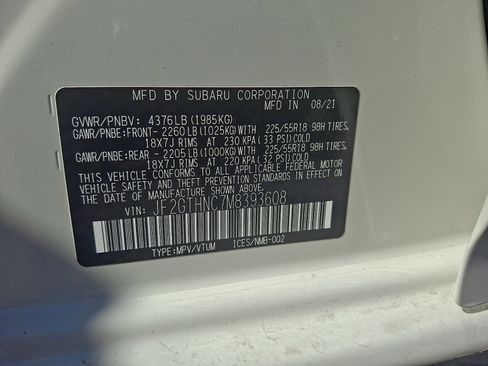 MFD BY SUBARU CORPORATION
GVWR/PNBV: 4376LB (1985KG) MFD IN 08/21
GAWR/PNBE:FRONT- 2260LB (1025KG) WITH 225/55R18 98H TIRES,
18X7J RIMS AT 230 KPA (33 PSI) COLD
GAWR/PNBE:REAR - 2205LB (1000KG) WITH 225/55R18 98H TIRES,
18X7J RIMS AT 220 KPA (32 PSI) COLD
THIS VEHICLE CONFORMS TO ALL APPLICABLE FEDERAL MOTOR
VEHICLE SAFETY AND THEFT PREVENTION STANDARDS IN EFFECT ON
THE DATE OF MANUFACTURE SHOWN ABOVE.
VIN: JF2GTHNC7M8393608
TYPE:MPV/VTUM ICES/NMB-002